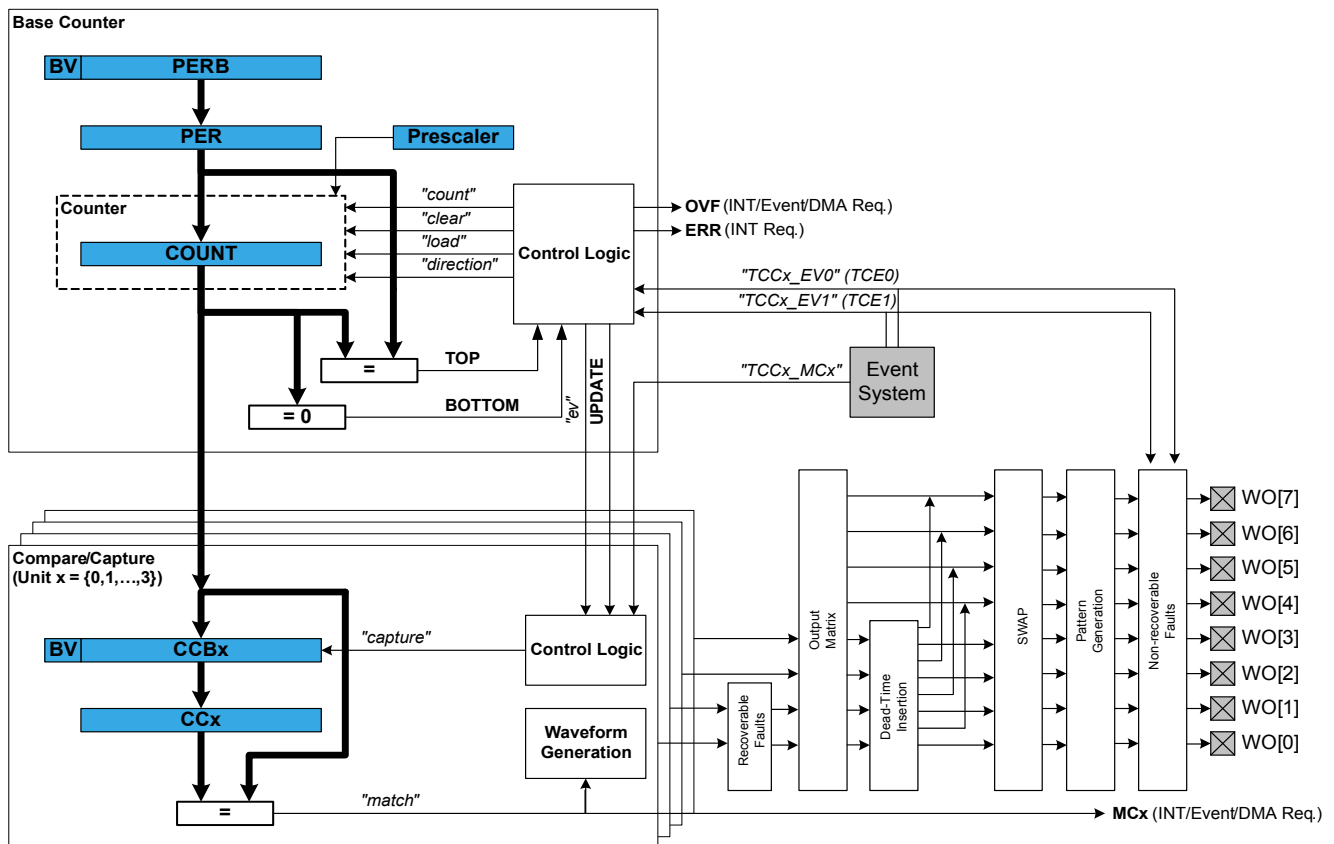 Base Counter
BV
PERB
PER
Prescaler
Counter
COUNT
"count"
"clear"
"load"
"direction"
Control Logic
OVF (INT/Event/DMA Req.)
ERR (INT Req.)
"TCCx_EV0" (TCE0)
"TCCx_EV1" (TCE1)
"TCCx_MCx"
Event
System
=
TOP
= 0
BOTTOM
"ev"
UPDATE
Compare/Capture
(Unit x = {0,1,…,3})
BV
CCBx
"capture"
Control Logic
CCx
Waveform
Generation
=
"match"
Recoverable
Faults
Output
Matrix
Dead-Time
Insertion
SWAP
Pattern
Generation
Non-recoverable
Faults
WO[7]
WO[6]
WO[5]
WO[4]
WO[3]
WO[2]
WO[1]
WO[0]
MCx (INT/Event/DMA Req.)